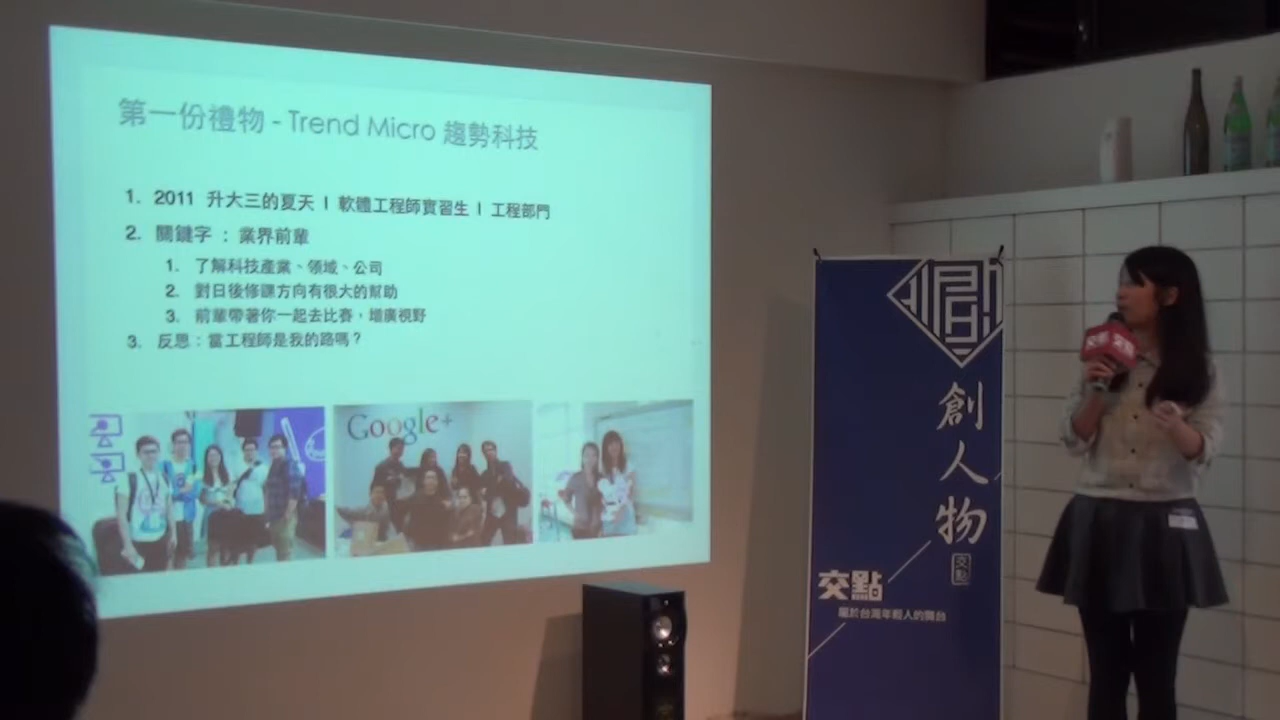 第一份禮物 - Trend Micro 趨勢科技
1. 2011 升大三的夏天 I 軟體工程師實習生 I 工程部門
2. 關鍵字 : 業界前輩
1. 了解科技產業、領域、公司
2. 對日後修課方向有很大的幫助
3. 前輩帶著你一起去比賽，增廣視野
3. 反思 : 當工程師是我的路嗎？
Google+
創人物
交點
交點
屬於台灣年輕人的舞台